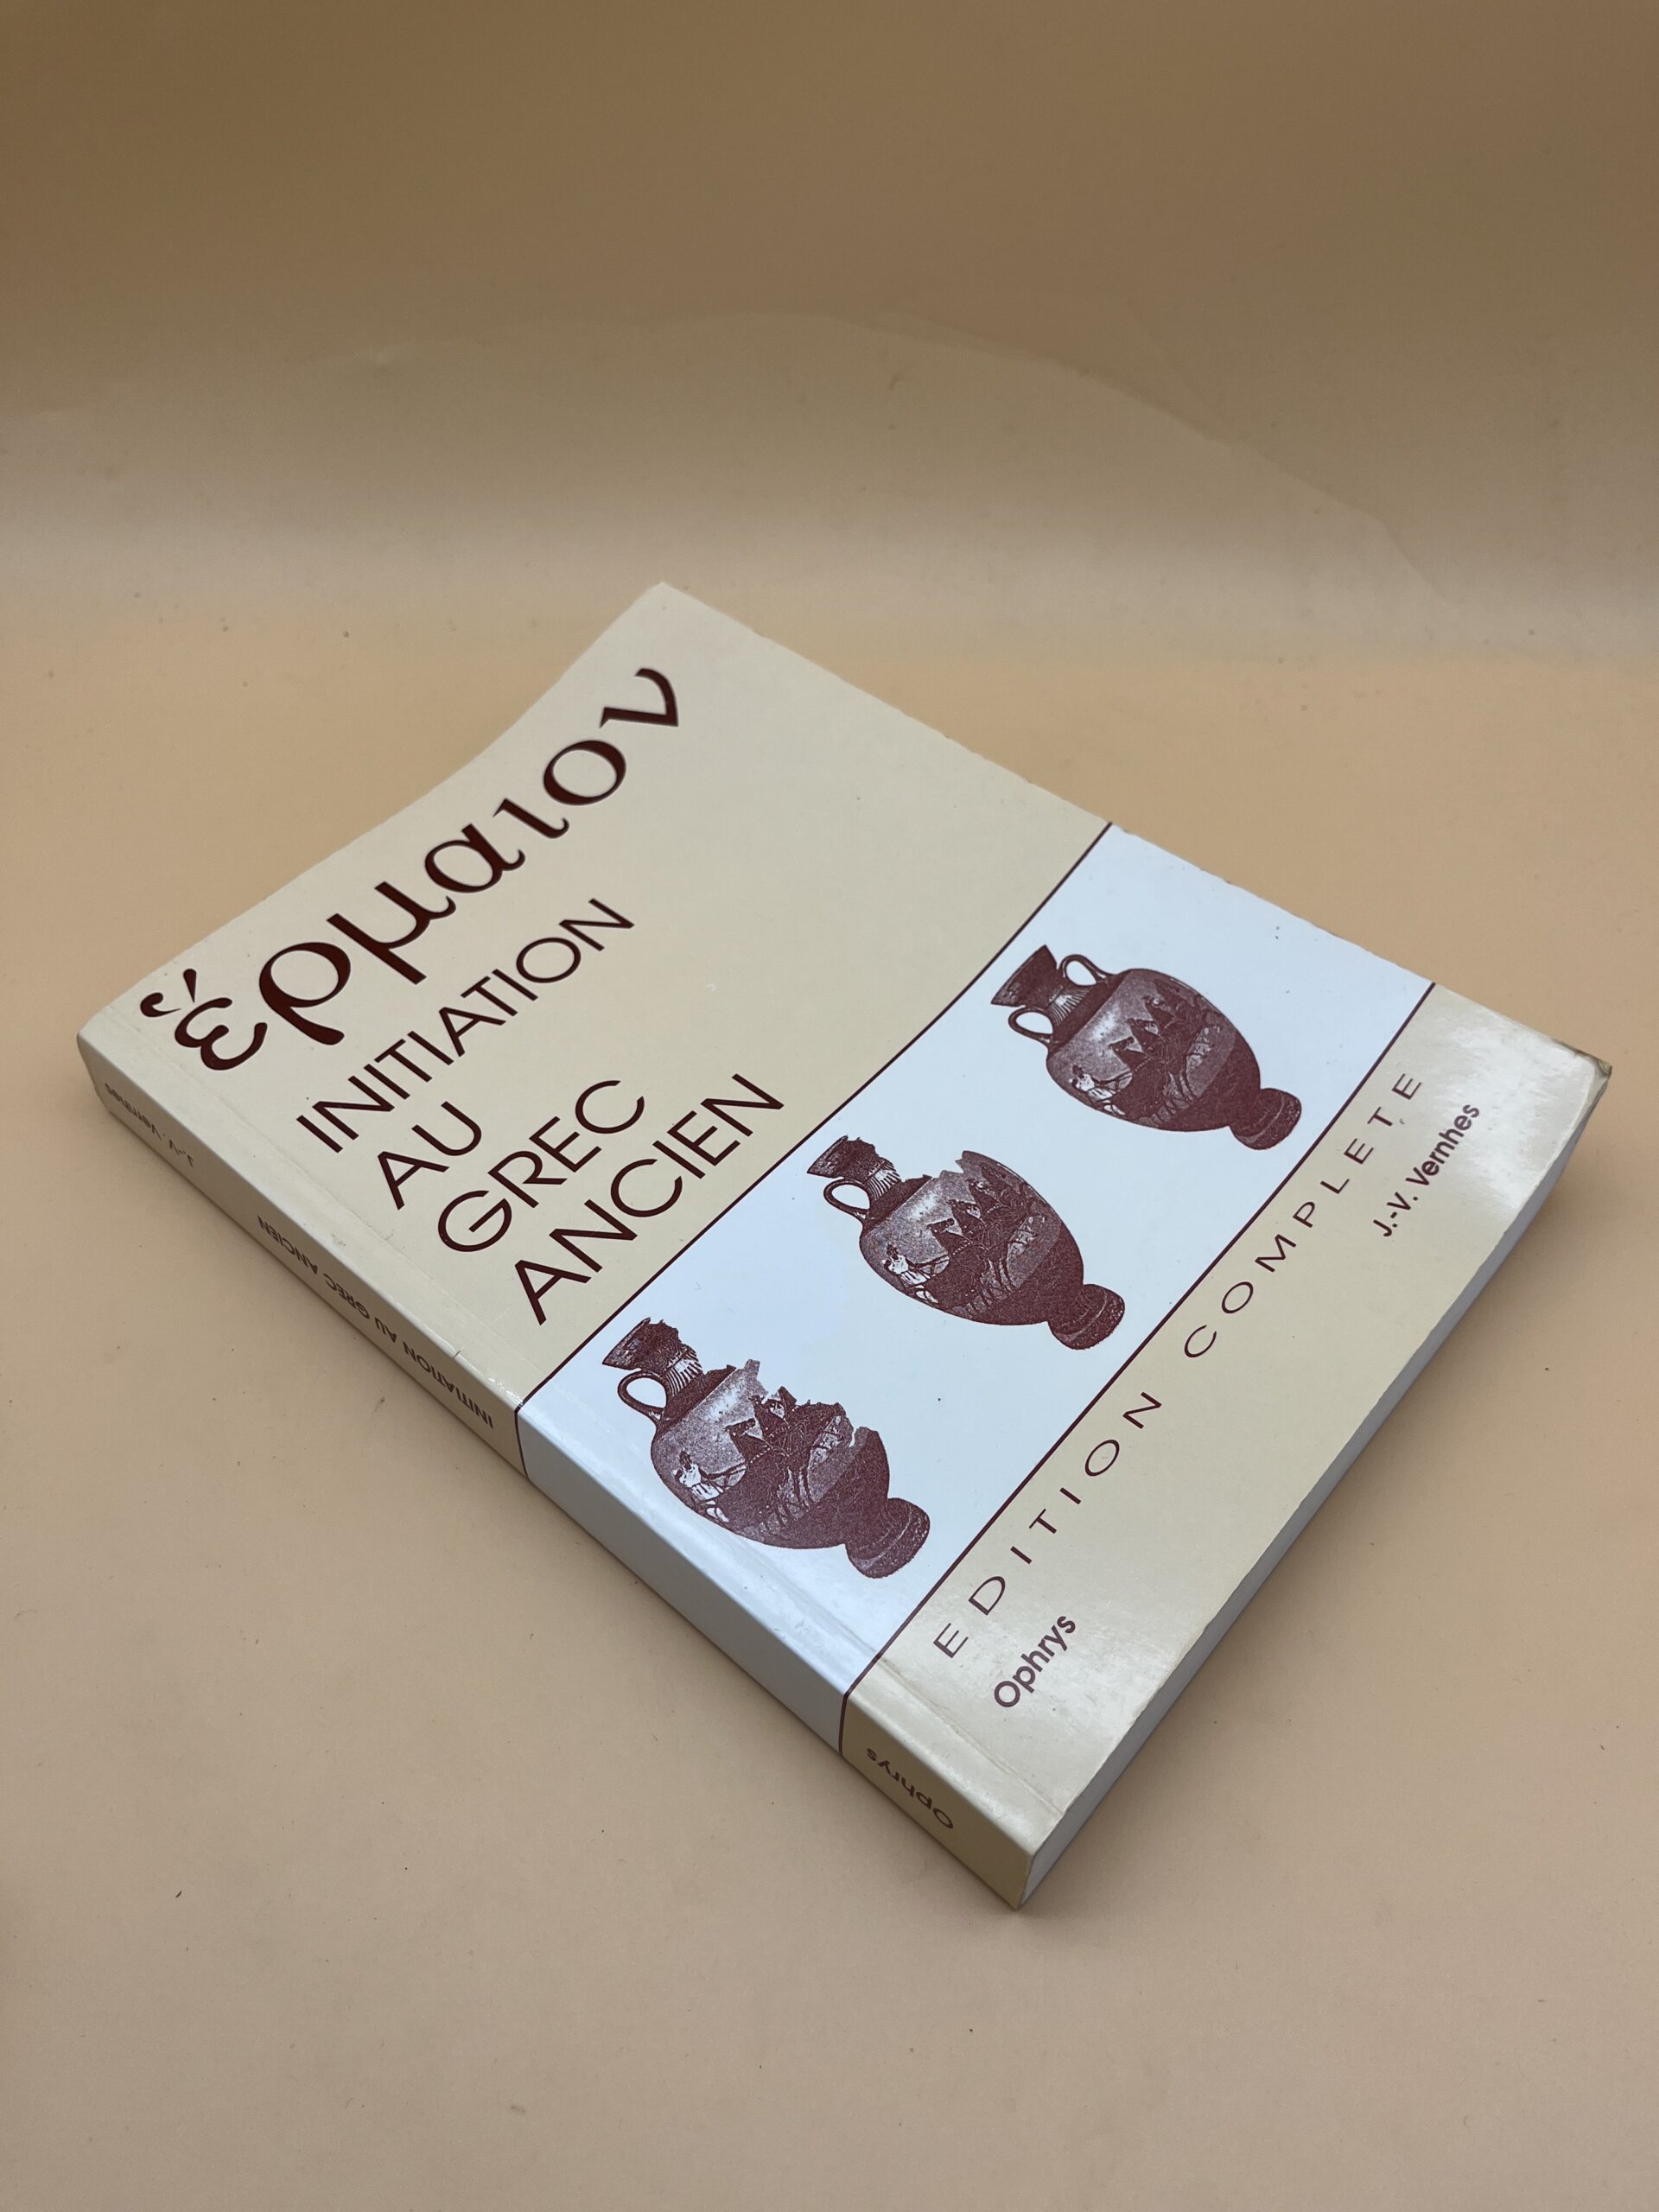 ἕρμαιον
INITIATION
AU
GREC
ANCIEN
EDITION COMPLETE
Ophrys
J.-V. Vernhes
J.-V. Vernhes
INITIATION AU GREC ANCIEN
Ophrys